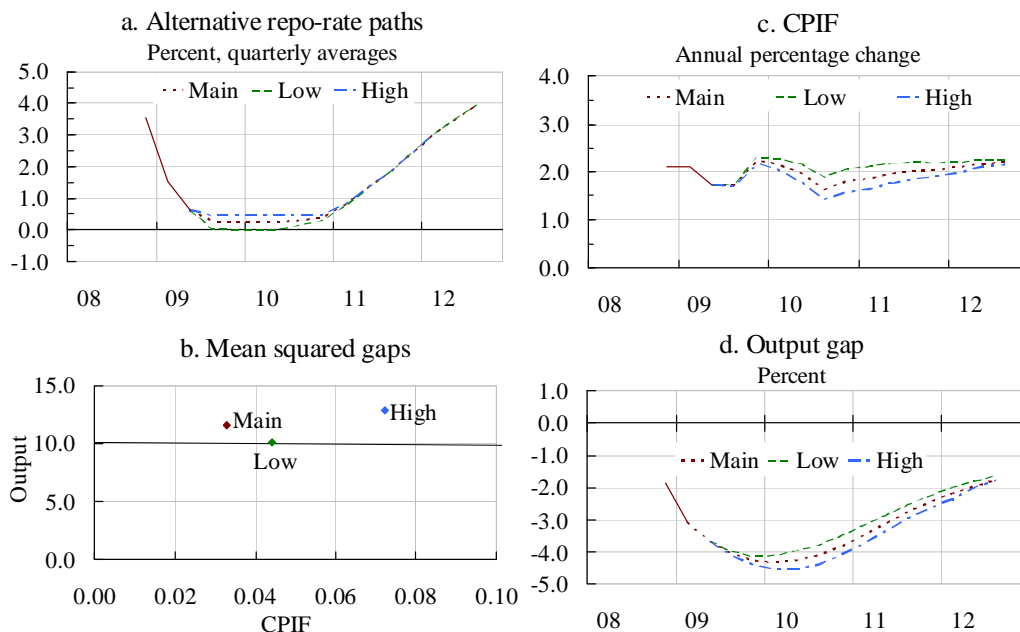 a. Alternative repo-rate paths
Percent, quarterly averages
5.0
4.0
3.0
2.0
1.0
0.0
-1.0
Main Low High
08 09 10 11 12
c. CPIF
Annual percentage change
4.0
3.0
2.0
1.0
0.0
Main Low High
08 09 10 11 12
b. Mean squared gaps
Output
15.0
10.0
5.0
0.0
Main
High
Low
0.00 0.02 0.04 0.06 0.08 0.10
CPIF
d. Output gap
Percent
1.0
0.0
-1.0
-2.0
-3.0
-4.0
-5.0
Main Low High
08 09 10 11 12